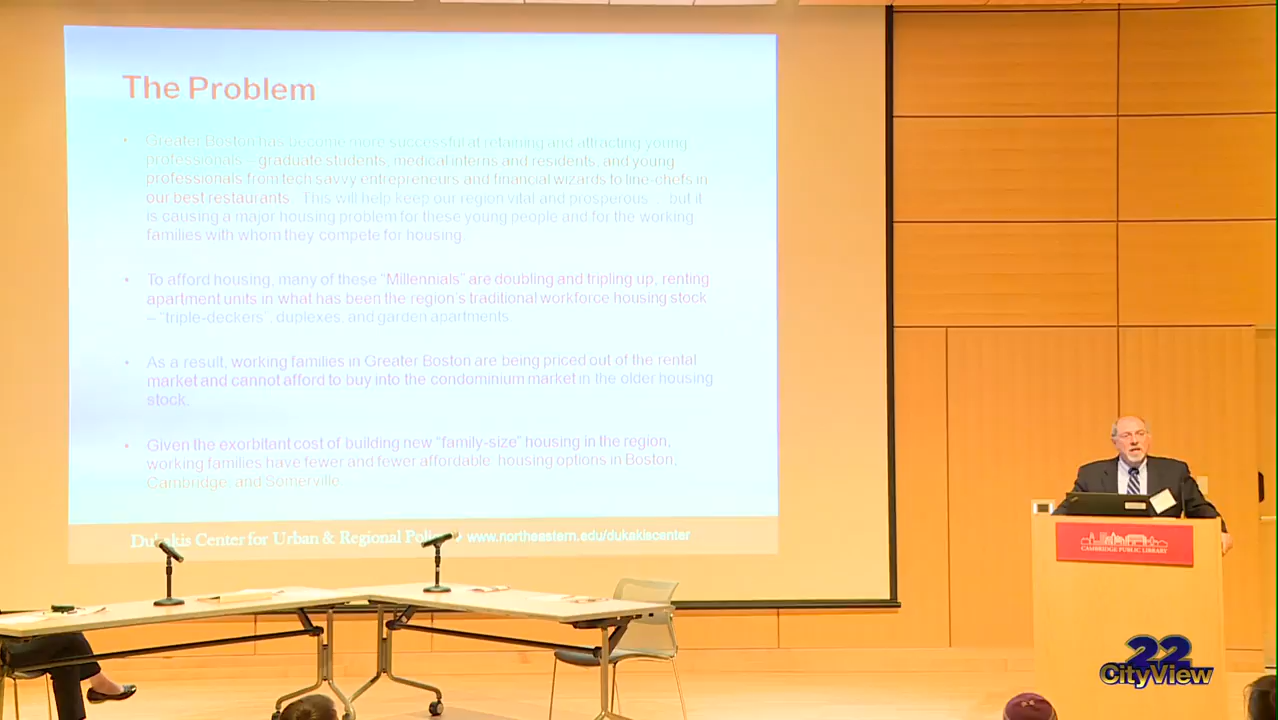 The Problem
• Greater Boston has become more successful at retaining and attracting young
professionals – graduate students, medical interns and residents, and young
professionals from tech savvy entrepreneurs and financial wizards to line-chefs in
our best restaurants. This will help keep our region vital and prosperous ... but it
is causing a major housing problem for these young people and for the working
families with whom they compete for housing.
• To afford housing, many of these “Millennials” are doubling and tripling up, renting
apartment units in what has been the region’s traditional workforce housing stock
– “triple-deckers”, duplexes, and garden apartments.
• As a result, working families in Greater Boston are being priced out of the rental
market and cannot afford to buy into the condominium market in the older housing
stock.
• Given the exorbitant cost of building new “family-size” housing in the region,
working families have fewer and fewer affordable housing options in Boston,
Cambridge, and Somerville.
Dukakis Center for Urban & Regional Policy www.northeastern.edu/dukakiscenter
CAMBRIDGE PUBLIC LIBRARY
22
CityView